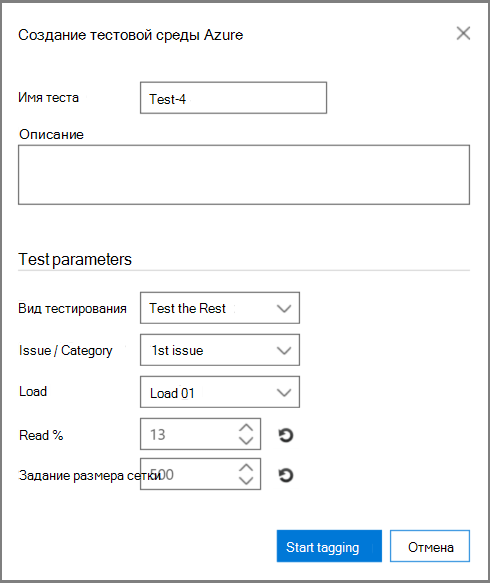 Создание тестовой среды Azure
Имя теста Test-4
Описание
Test parameters
Вид тестирования Test the Rest
Issue / Category 1st issue
Load Load 01
Read % 13
Задание размера сетки 500
Start tagging Отмена